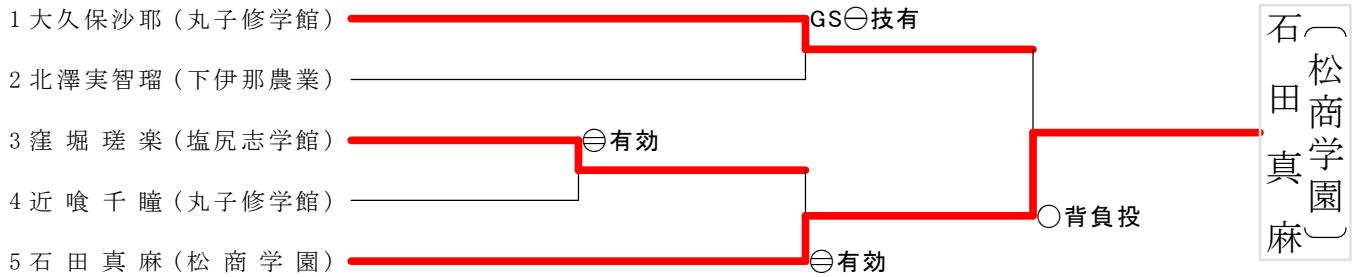 1 大久保沙耶 (丸子修学館)
GS㊀技有
2 北澤実智瑠 (下伊那農業)
3 窪堀瑳楽 (塩尻志学館)
㊀有効
4 近喰千瞳 (丸子修学館)
〇背負投
5 石田真麻 (松商学園)
㊀有効
石田真麻
(松商学園)